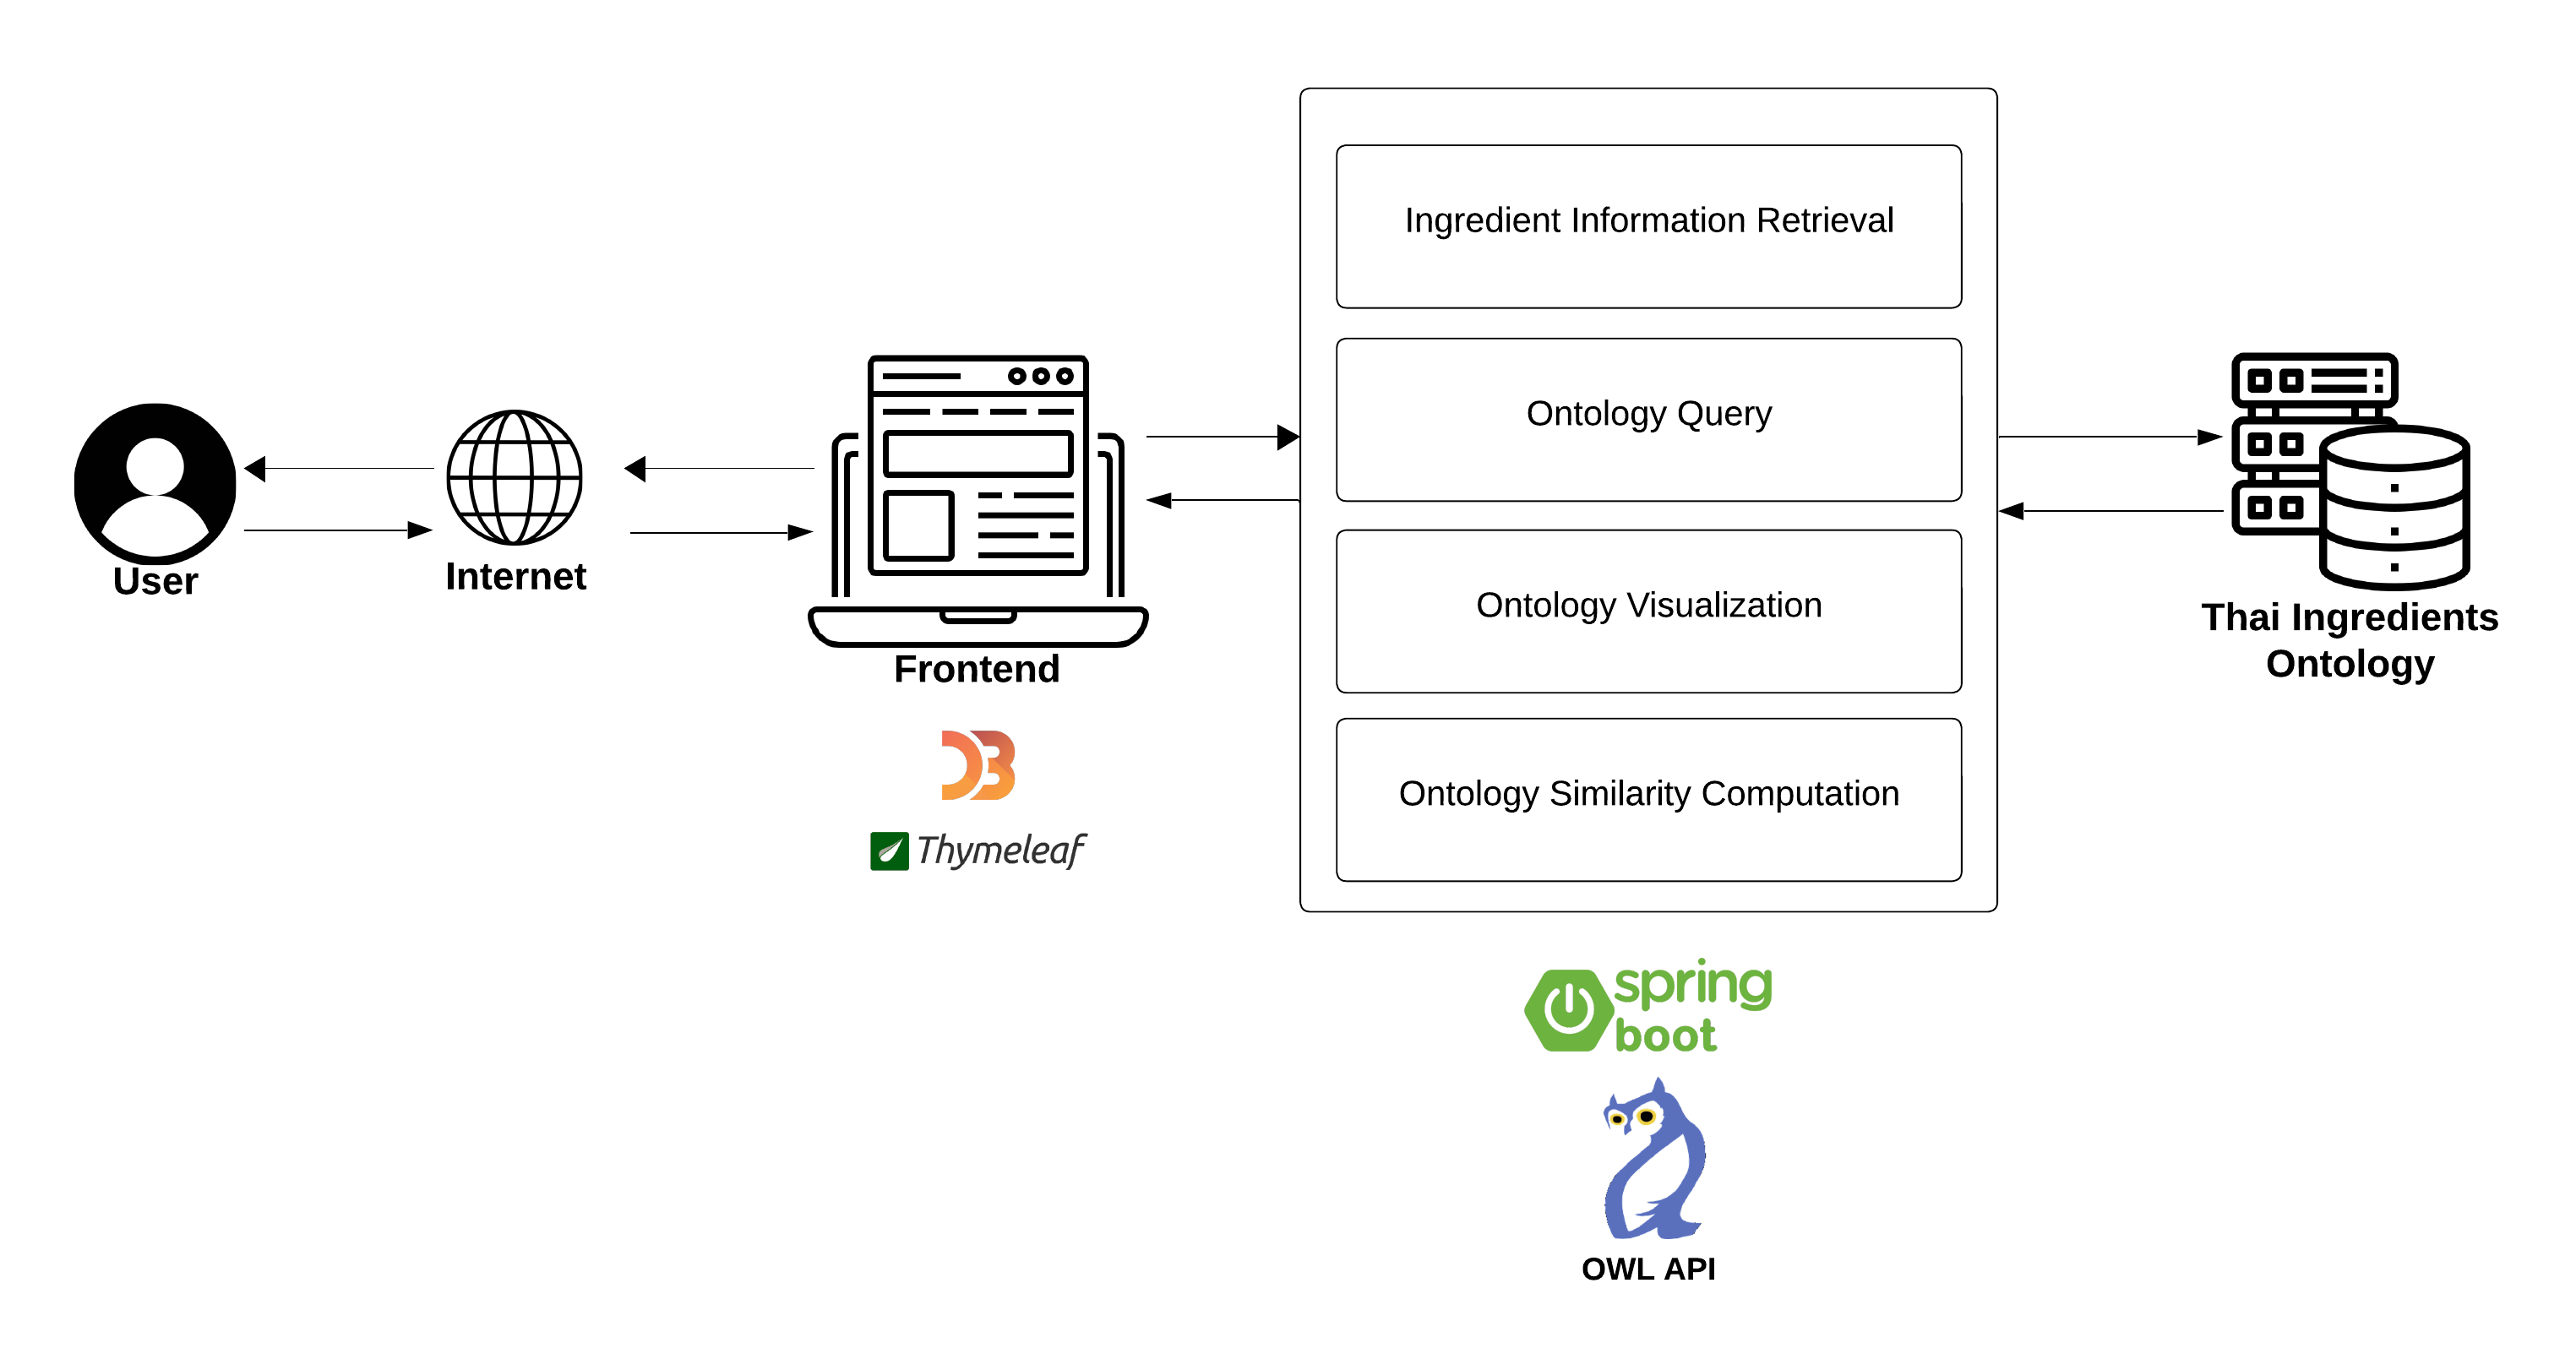 Ingredient Information Retrieval
Ontology Query
Ontology Visualization
Ontology Similarity Computation
User
Internet
Frontend
Thai Ingredients
Ontology
D3
Thymeleaf
spring
boot
OWL API